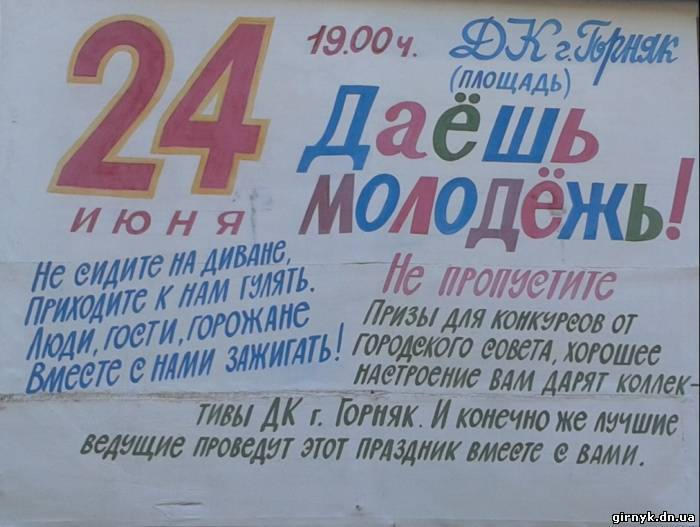 24
ИЮНЯ
19.00ч. ДК г. Горняк
(ПЛОЩАДЬ)
Даёшь
молодёжь!
Не сидите на диване,
Приходите к нам гулять.
Люди, гости, горожане
Вместе с нами зажигать!
Не пропустите
Призы для конкурсов от
городского совета, хорошее
настроение вам дарят коллек-
тивы ДК г. Горняк. И конечно же лучшие
ведущие проведут этот праздник вместе с вами.
girnyk.dn.ua